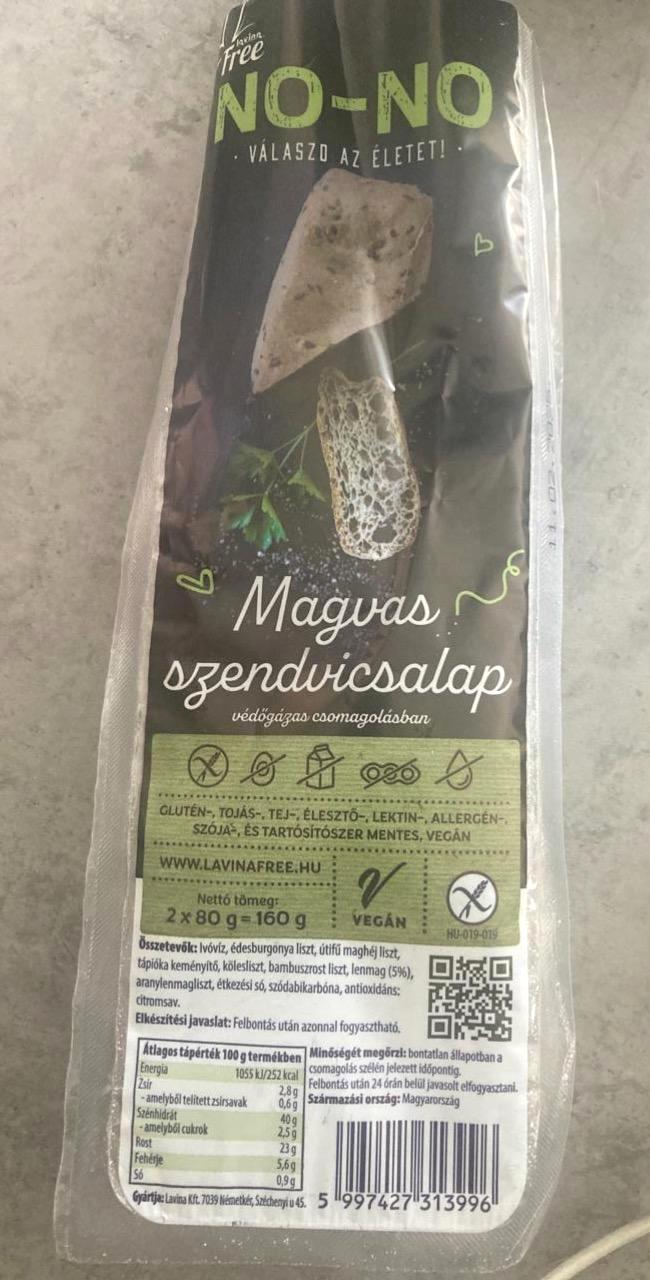 lavina
Free
NO-NO
· VÁLASZD AZ ÉLETET! ·
Magvas
szendvicsalap
védőgázas csomagolásban
GLUTÉN-, TOJÁS-, TEJ-, ÉLESZTŐ-, LEKTIN-, ALLERGÉN-,
SZÓJA-, ÉS TARTÓSÍTÓSZER MENTES, VEGÁN
WWW.LAVINAFREE.HU
Nettó tömeg:
2 x 80 g = 160 g
VEGÁN
HU-019-019
Összetevők: Ivóvíz, édesburgonya liszt, útifű maghéj liszt,
tápióka keményítő, kölesliszt, bambuszrost liszt, lenmag (5%),
aranylenmagliszt, étkezési só, szódabikarbóna, antioxidáns:
citromsav.
Elkészítési javaslat: Felbontás után azonnal fogyasztható.
Átlagos tápérték 100 g termékben
Energia 1055 kJ/252 kcal
Zsír 2,8 g
- amelyből telített zsírsavak 0,6 g
Szénhidrát 40 g
- amelyből cukrok 2,5 g
Rost 23 g
Fehérje 5,6 g
Só 0,9 g
Minőségét megőrzi: bontatlan állapotban a
csomagolás szélén jelezett időpontig.
Felbontás után 24 órán belül javasolt elfogyasztani.
Származási ország: Magyarország
Gyártja: Lavina Kft. 7039 Németkér, Széchenyi u 45.
5 997427 313996